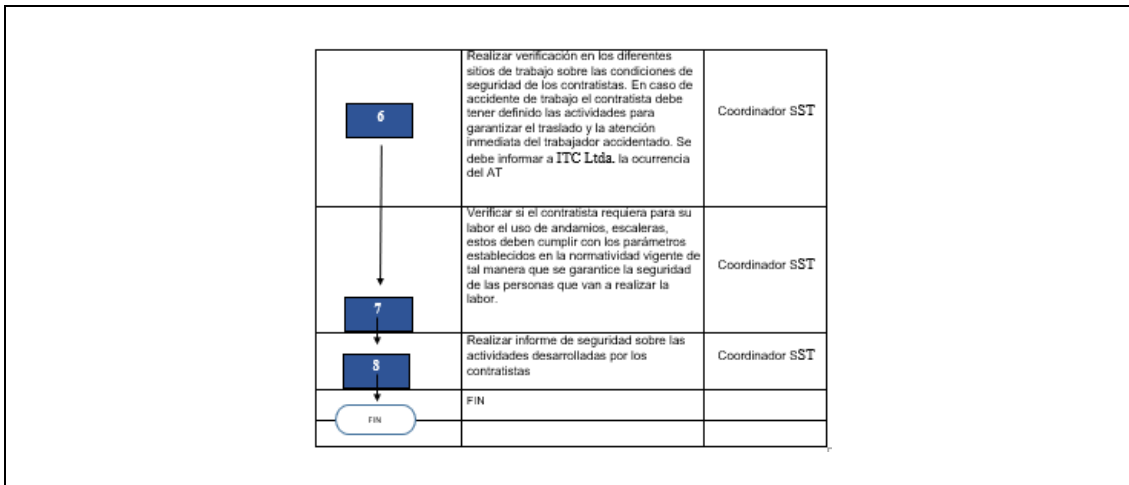 6
Realizar verificación en los diferentes
sitios de trabajo sobre las condiciones de
seguridad de los contratistas. En caso de
accidente de trabajo el contratista debe
tener definido las actividades para
garantizar el traslado y la atención
inmediata del trabajador accidentado. Se
debe informar a ITC Ltda. la ocurrencia
del AT
Coordinador SST
7
Verificar si el contratista requiera para su
labor el uso de andamios, escaleras,
estos deben cumplir con los parámetros
establecidos en la normatividad vigente de
tal manera que se garantice la seguridad
de las personas que van a realizar la
labor.
Coordinador SST
8
Realizar informe de seguridad sobre las
actividades desarrolladas por los
contratistas
Coordinador SST
FIN
FIN